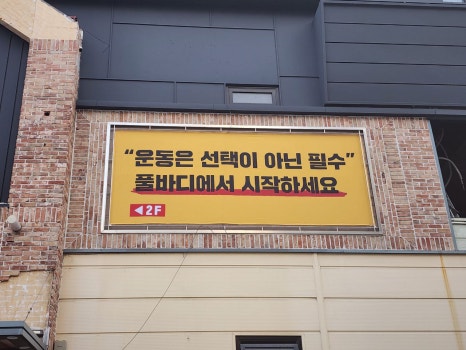 “운동은 선택이 아닌 필수”
풀바디에서 시작하세요
◀2F